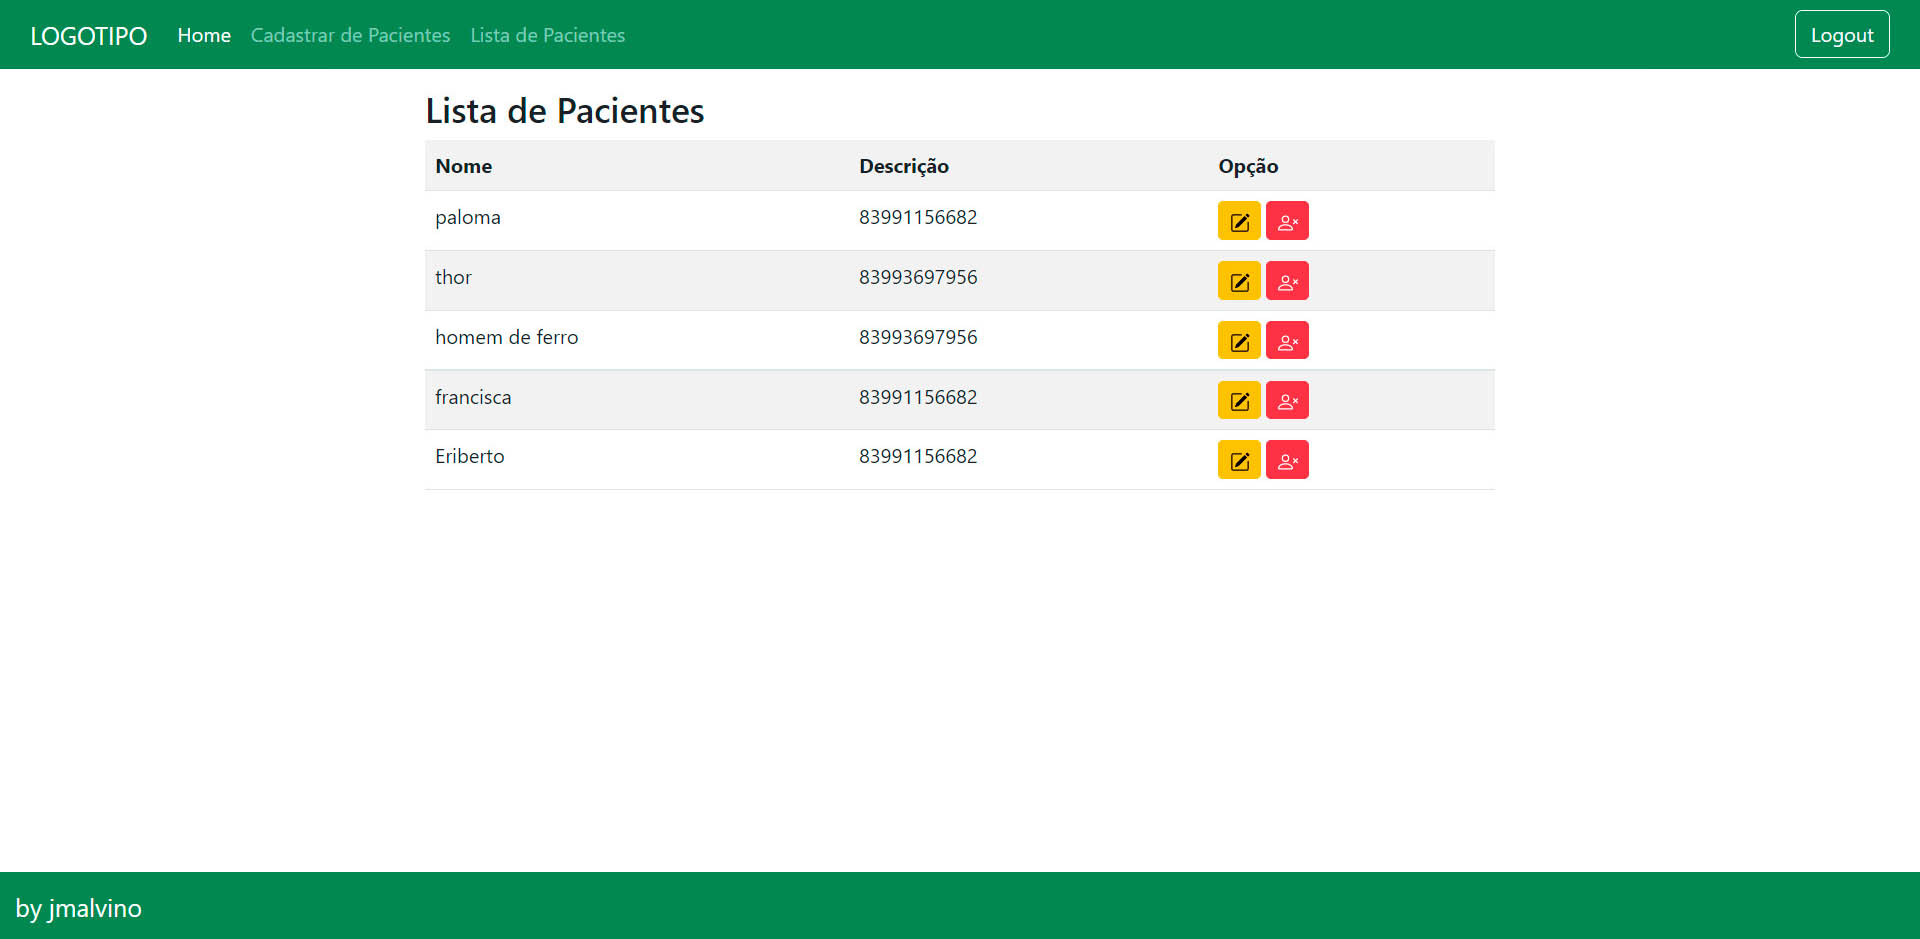 LOGOTIPO Home Cadastrar de Pacientes Lista de Pacientes Logout
Lista de Pacientes
Nome Descrição Opção
paloma 83991156682
thor 83993697956
homem de ferro 83993697956
francisca 83991156682
Eriberto 83991156682
by jmalvino